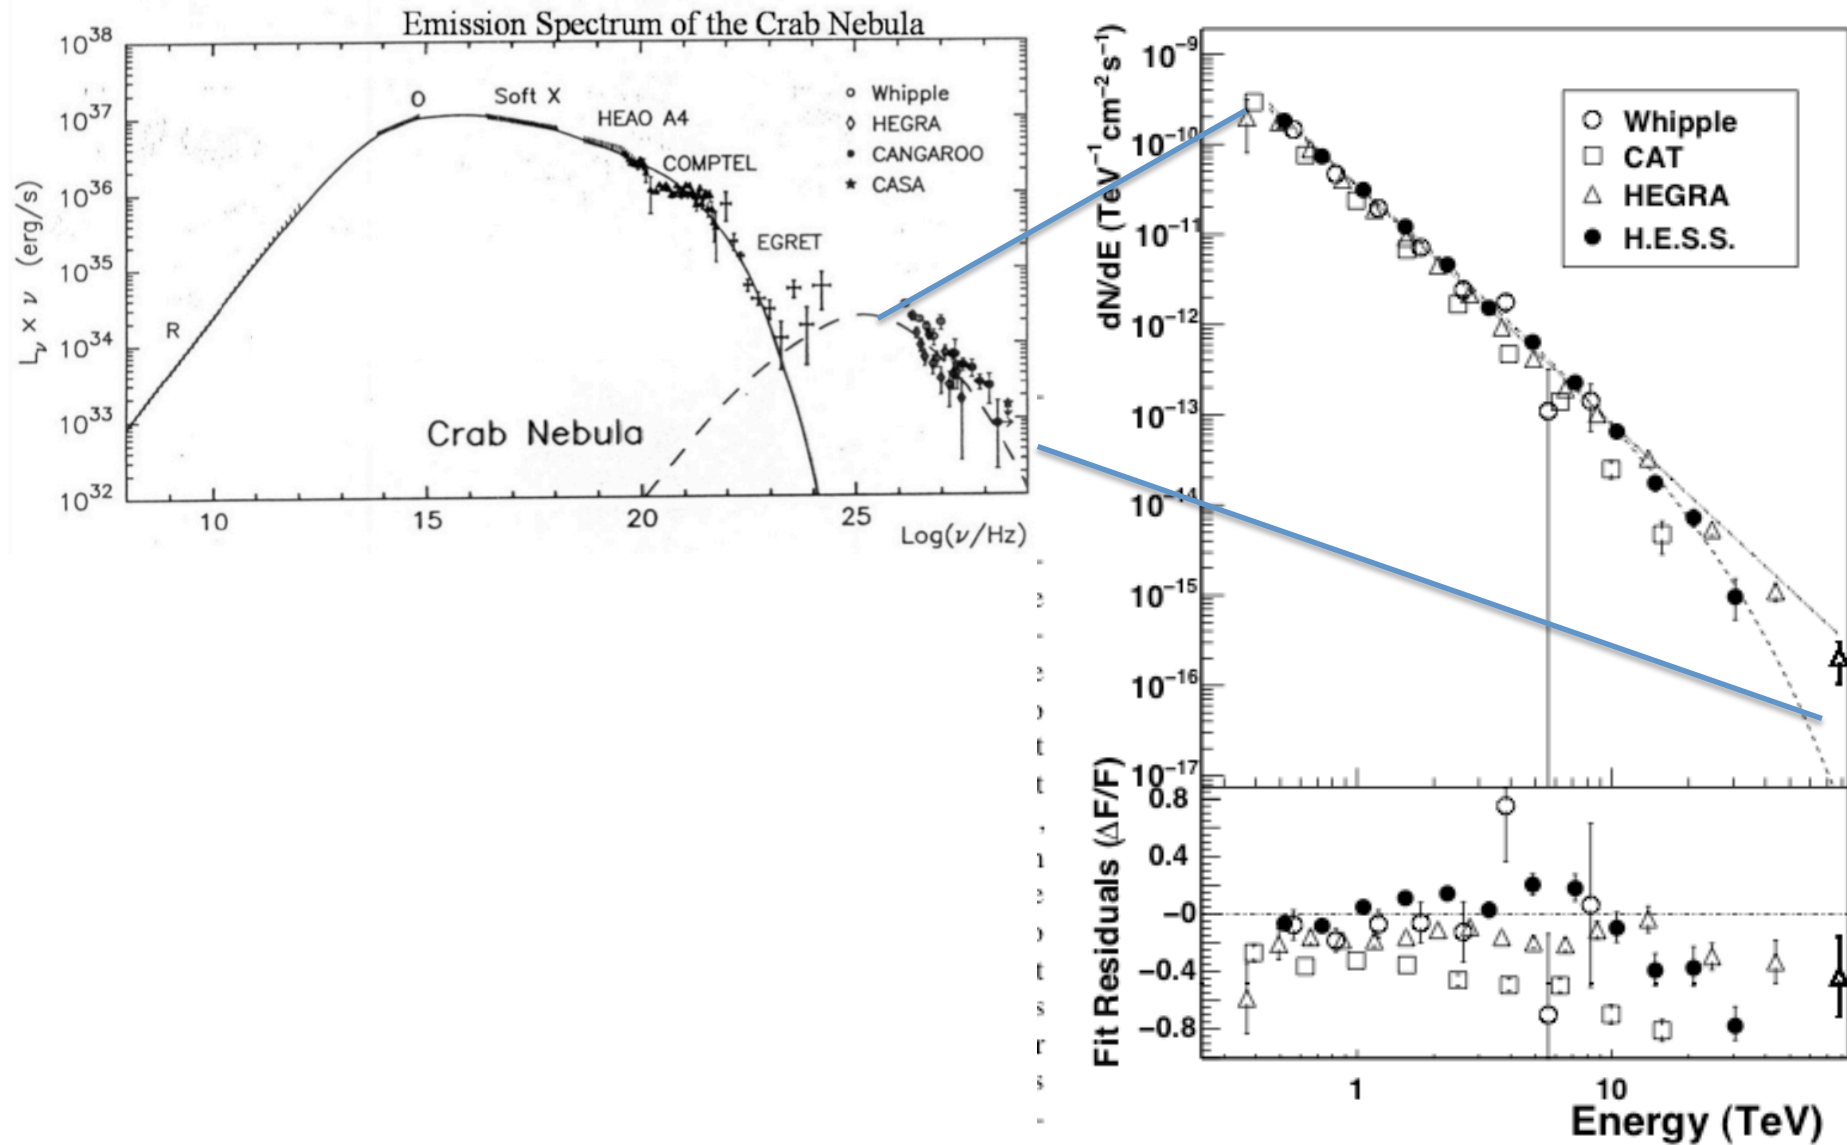 Emission Spectrum of the Crab Nebula
10^38
10^37
10^36
10^35
10^34
10^33
10^32
L_ν × ν (erg/s)
R
O
Soft X
HEAO A4
COMPTEL
EGRET
Whipple
HEGRA
CANGAROO
CASA
Crab Nebula
10
15
20
25
Log(ν/Hz)
dN/dE (TeV^−1 cm^−2 s^−1)
10^−9
10^−10
10^−11
10^−12
10^−13
10^−14
10^−15
10^−16
10^−17
Whipple
CAT
HEGRA
H.E.S.S.
Fit Residuals (ΔF/F)
0.8
0.4
−0
−0.4
−0.8
1
10
Energy (TeV)